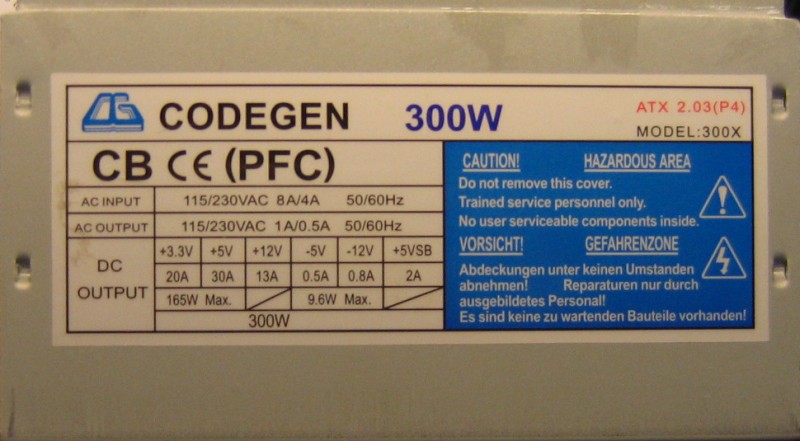 CODEGEN 300W
ATX 2.03(P4)
MODEL:300X
CB CE (PFC)
AC INPUT 115/230VAC 8A/4A 50/60Hz
AC OUTPUT 115/230VAC 1A/0.5A 50/60Hz
DC OUTPUT
+3.3V +5V +12V -5V -12V +5VSB
20A 30A 13A 0.5A 0.8A 2A
165W Max. 9.6W Max.
300W
CAUTION! HAZARDOUS AREA
Do not remove this cover.
Trained service personnel only.
No user serviceable components inside.
VORSICHT! GEFAHRENZONE
Abdeckungen unter keinen Umstanden
abnehmen! Reparaturen nur durch
ausgebildetes Personal!
Es sind keine zu wartenden Bauteile vorhanden!